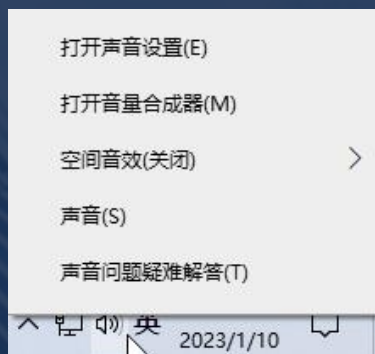 打开声音设置(E)
打开音量合成器(M)
空间音效(关闭)
声音(S)
声音问题疑难解答(T)
英
2023/1/10